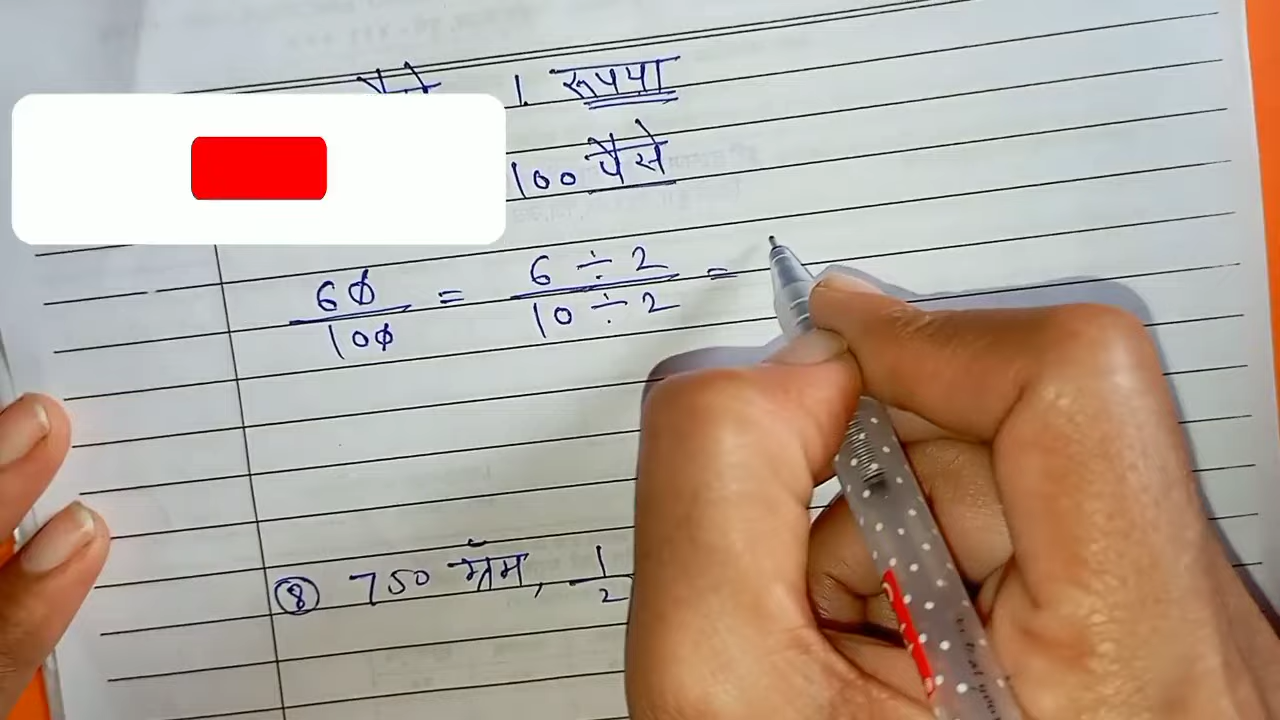 1. रूपया
100 पैसे
60/100 = 6 ÷ 2/10 ÷ 2 =
⑧ 750 ग्रॅम, 1/2